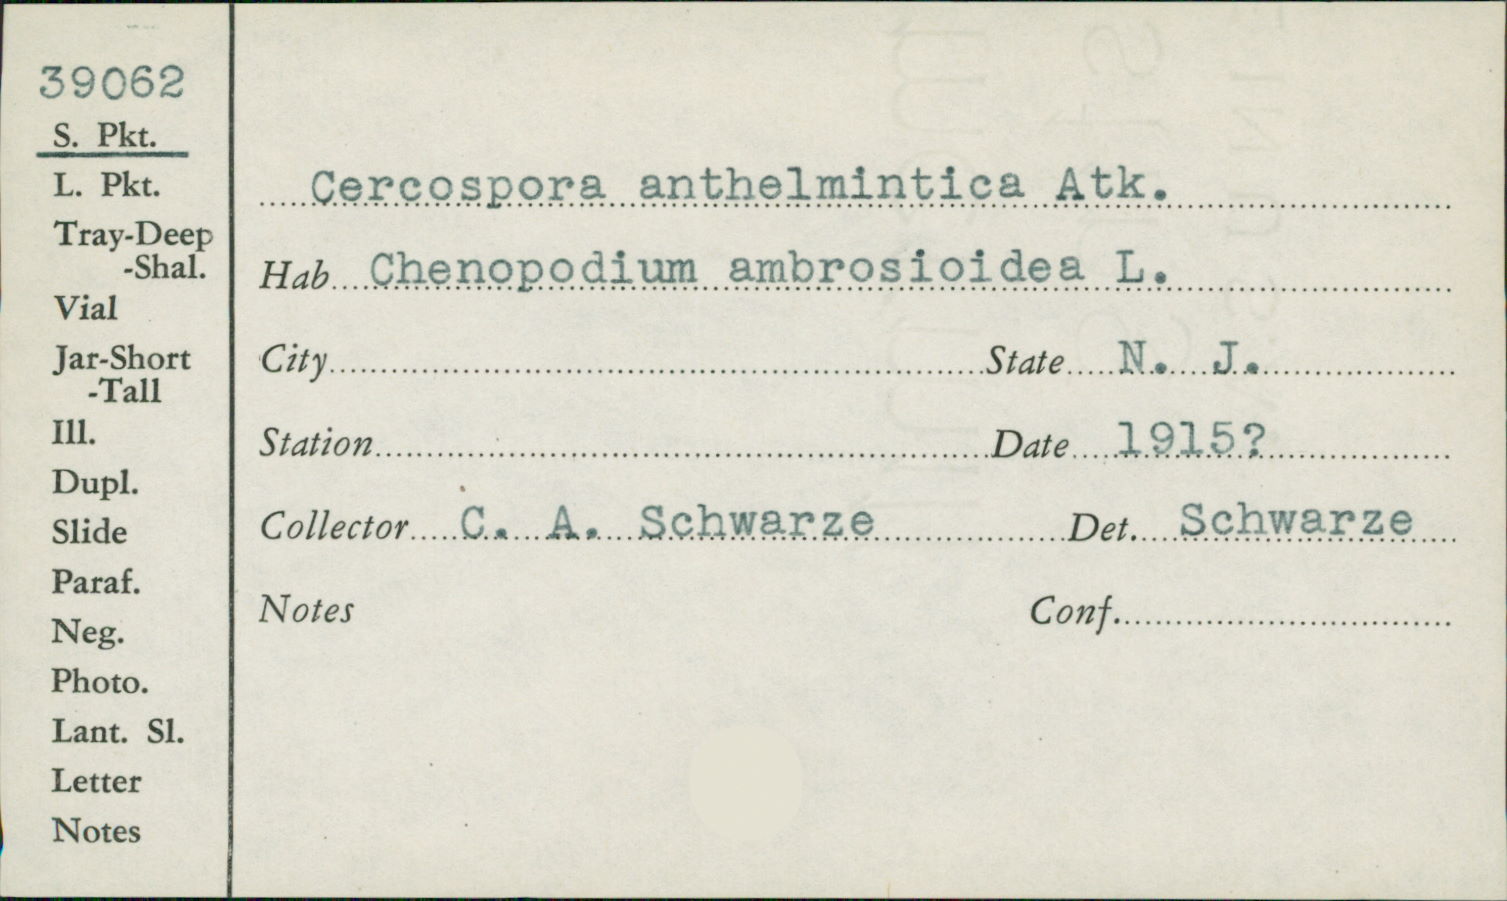 39062
S. Pkt.
L. Pkt.
Tray-Deep
-Shal.
Vial
Jar-Short
-Tall
Ill.
Dupl.
Slide
Paraf.
Neg.
Photo.
Lant. Sl.
Letter
Notes
Cercospora anthelmintica Atk.
Hab Chenopodium ambrosioidea L.
City State N. J.
Station Date 1915?
Collector C. A. Schwarze Det. Schwarze
Notes Conf.